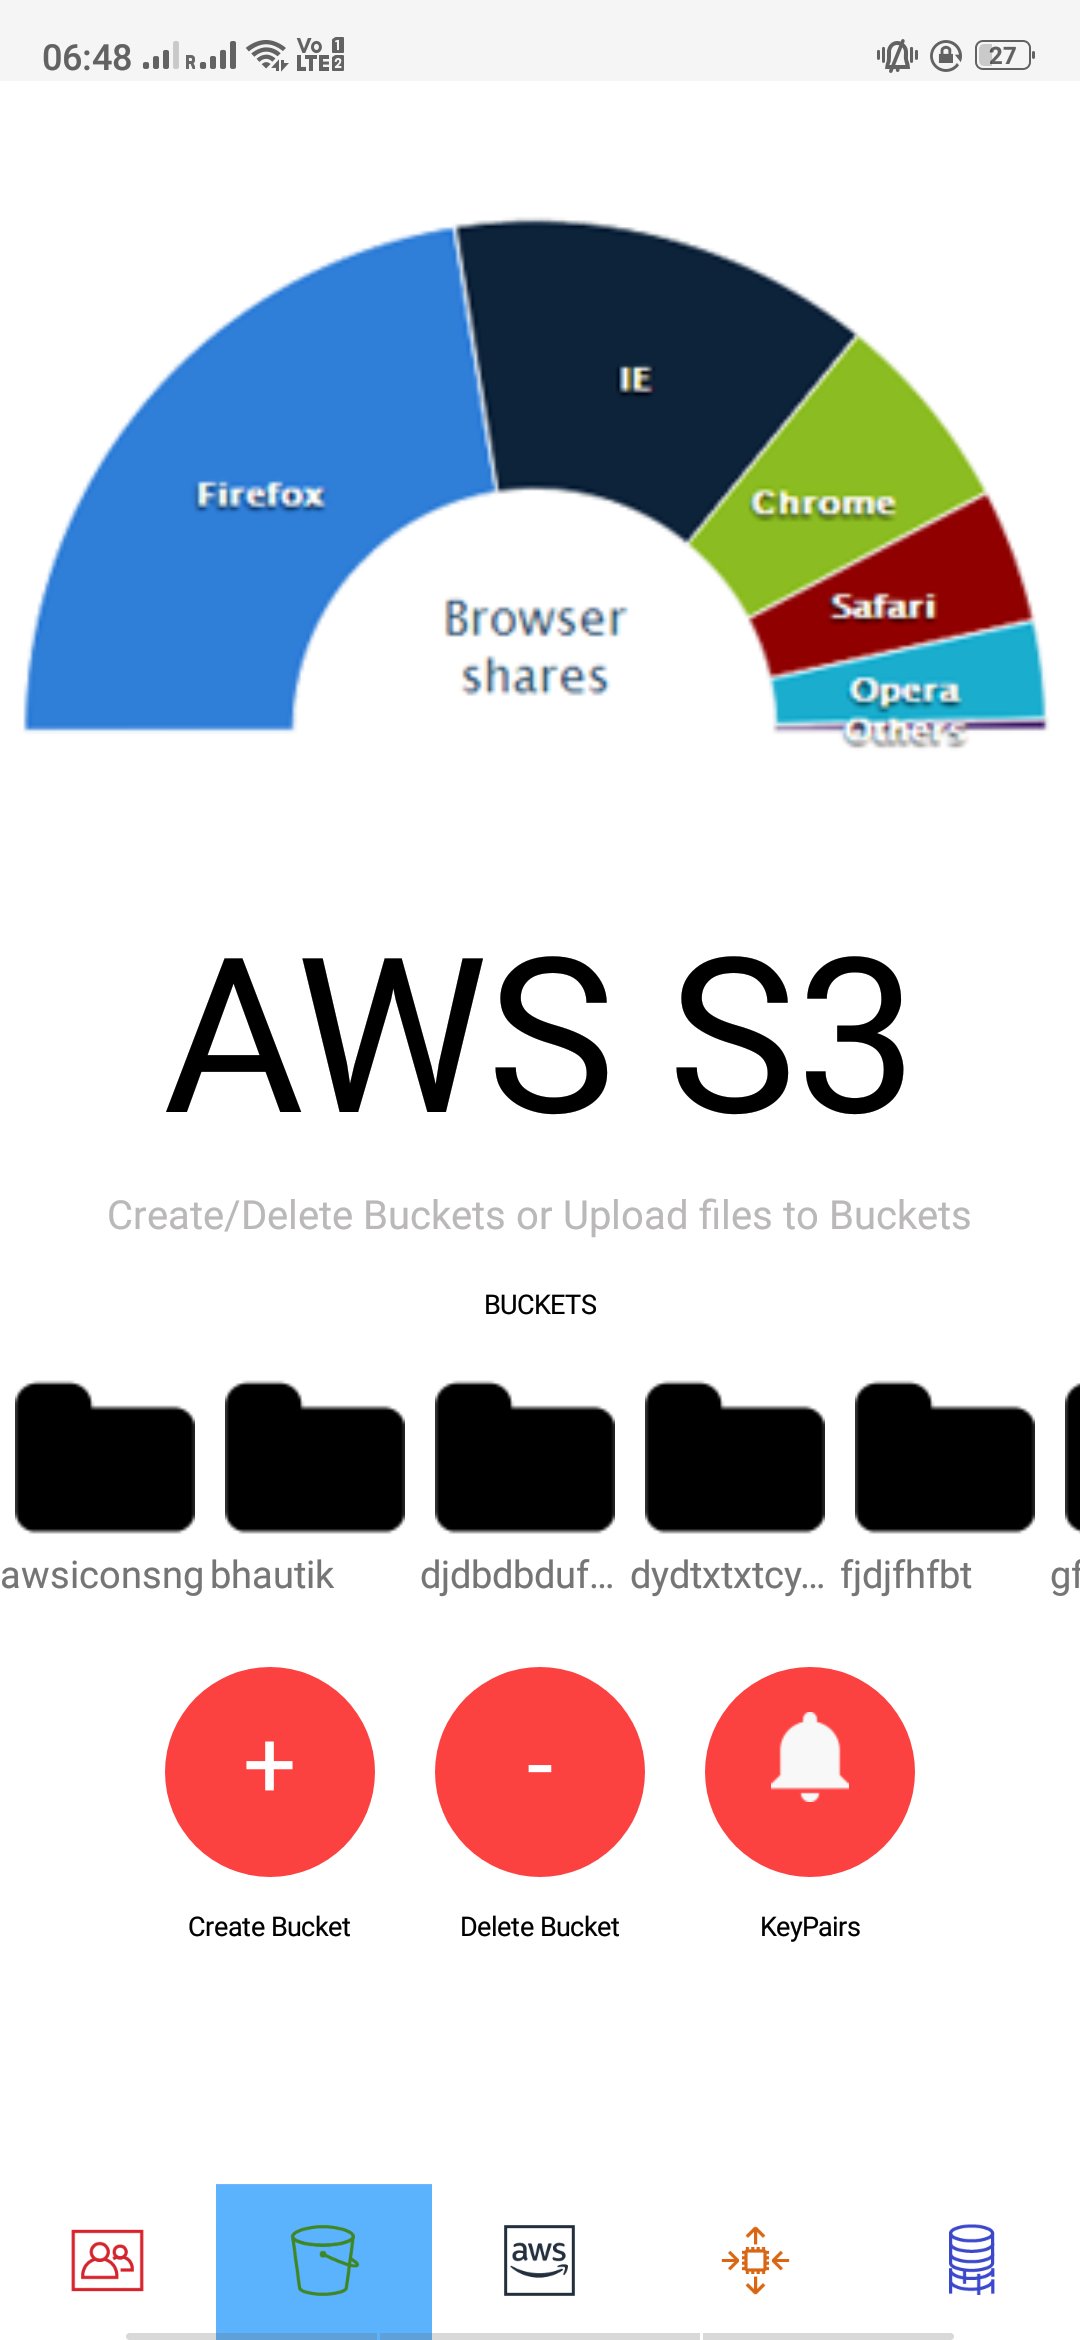 06:48 R Vo LTE 1 2 27
IE
Firefox
Chrome
Browser
shares
Safari
Opera
Others
AWS S3
Create/Delete Buckets or Upload files to Buckets
BUCKETS
awsiconsng bhautik djdbdbduf... dydtxtxtcy... fjdjfhfbt gf
+ -
Create Bucket Delete Bucket KeyPairs
aws